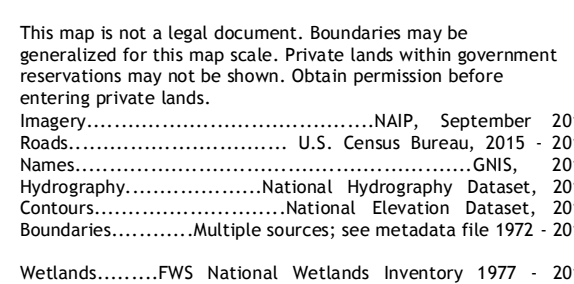 This map is not a legal document. Boundaries may be
generalized for this map scale. Private lands within government
reservations may not be shown. Obtain permission before
entering private lands.
Imagery.............................................NAIP, September 20
Roads................................ U.S. Census Bureau, 2015 - 20
Names........................................................GNIS, 20
Hydrography....................National Hydrography Dataset, 20
Contours............................National Elevation Dataset, 20
Boundaries............Multiple sources; see metadata file 1972 - 20
Wetlands.........FWS National Wetlands Inventory 1977 - 20